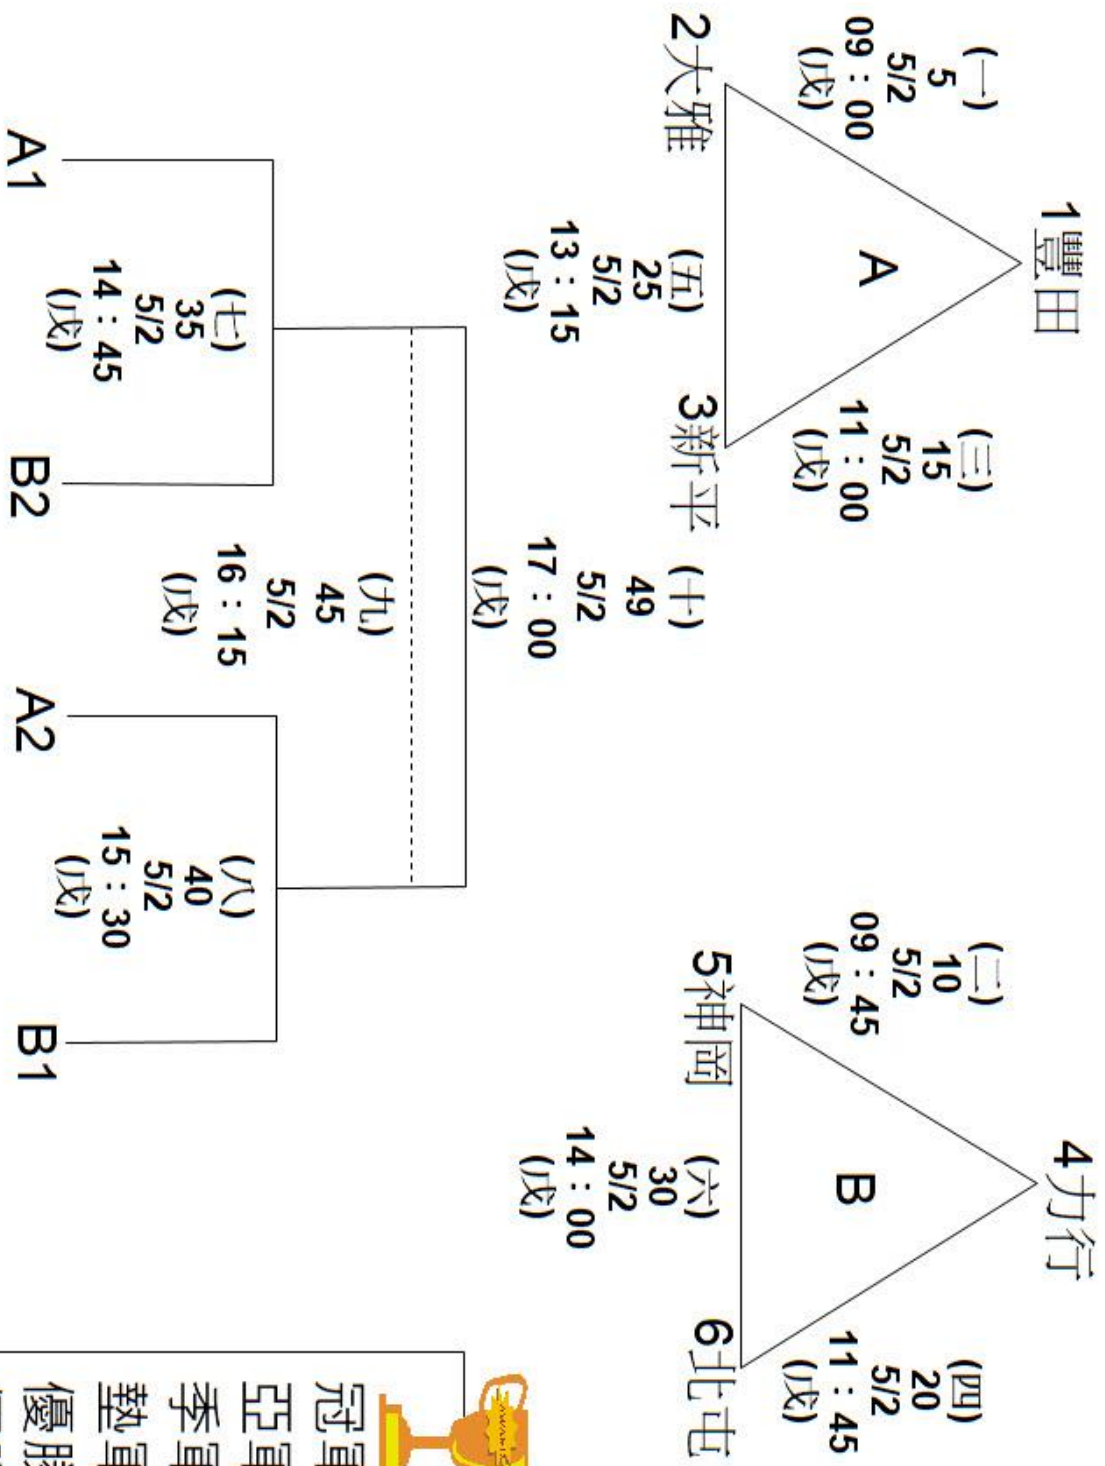 1豐田
(一)
5
5/2
09：00
(戊)
A
(三)
15
5/2
11：00
(戊)
2大雅
3新平
(五)
25
5/2
13：15
(戊)
4力行
(二)
10
5/2
09：45
(戊)
B
(四)
20
5/2
11：45
(戊)
5神岡
6北屯
(六)
30
5/2
14：00
(戊)
(十)
49
5/2
17：00
(戊)
(九)
45
5/2
16：15
(戊)
(七)
35
5/2
14：45
(戊)
(八)
40
5/2
15：30
(戊)
A1
B2
A2
B1
冠軍
亞軍
季軍
優勝